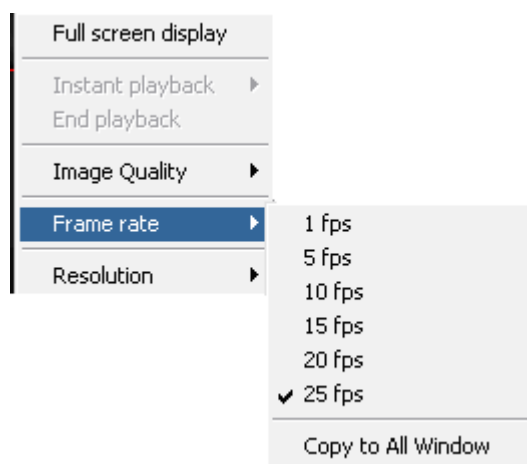 Full screen display
Instant playback
End playback
Image Quality
Frame rate
Resolution
1 fps
5 fps
10 fps
15 fps
20 fps
25 fps
Copy to All Window